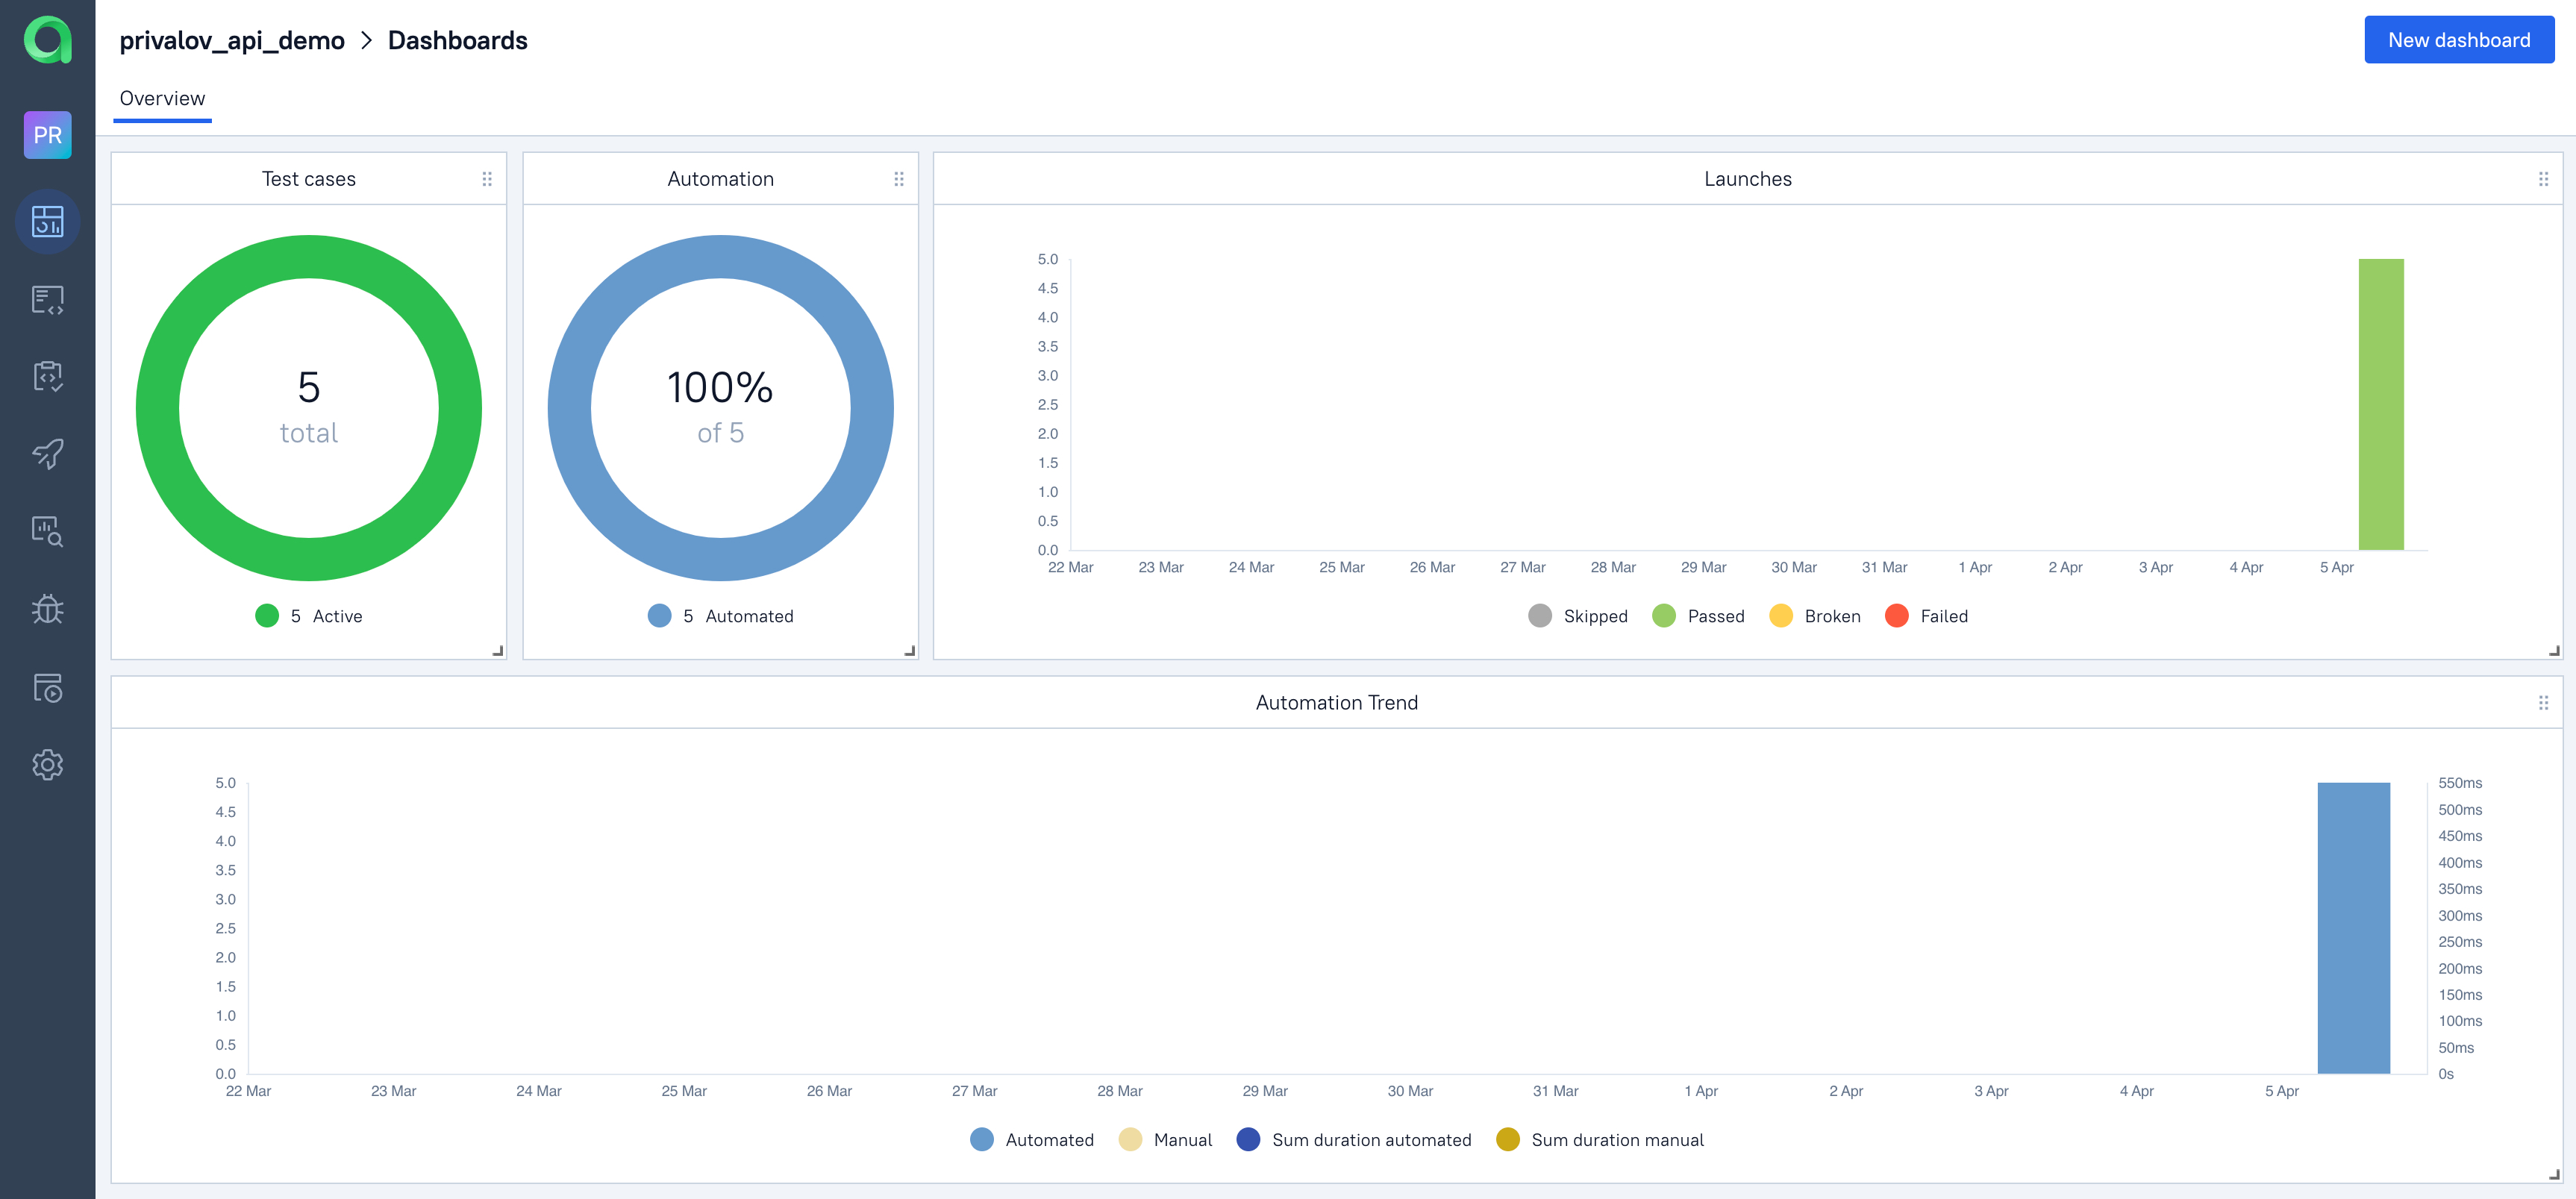 privalov_api_demo > Dashboards
New dashboard
Overview
PR
Test cases
5
total
5 Active
Automation
100%
of 5
5 Automated
Launches
5.0
4.5
4.0
3.5
3.0
2.5
2.0
1.5
1.0
0.5
0.0
22 Mar 23 Mar 24 Mar 25 Mar 26 Mar 27 Mar 28 Mar 29 Mar 30 Mar 31 Mar 1 Apr 2 Apr 3 Apr 4 Apr 5 Apr
Skipped Passed Broken Failed
Automation Trend
5.0
4.5
4.0
3.5
3.0
2.5
2.0
1.5
1.0
0.5
0.0
550ms
500ms
450ms
400ms
350ms
300ms
250ms
200ms
150ms
100ms
50ms
0s
22 Mar 23 Mar 24 Mar 25 Mar 26 Mar 27 Mar 28 Mar 29 Mar 30 Mar 31 Mar 1 Apr 2 Apr 3 Apr 4 Apr 5 Apr
Automated Manual Sum duration automated Sum duration manual